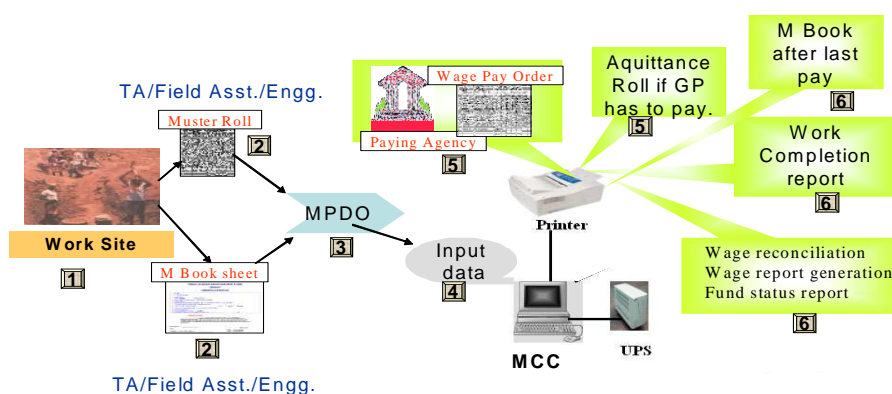 TA/Field Asst./Engg.
Muster Roll
2
Work Site
1
M Book sheet
2
TA/Field Asst./Engg.
MPDO
3
Input
data
4
Wage Pay Order
Paying Agency
5
Aquittance
Roll if GP
has to pay.
5
M Book
after last
pay
6
Work
Completion
report
6
Printer
Wage reconciliation
Wage report generation
Fund status report
6
MCC
UPS